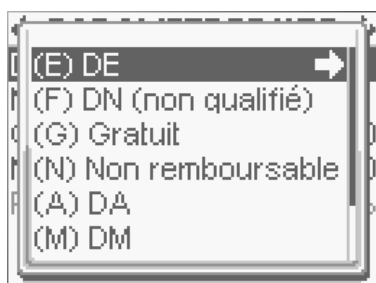 (E) DE
(F) DN (non qualifié)
(G) Gratuit
(N) Non remboursable
(A) DA
(M) DM